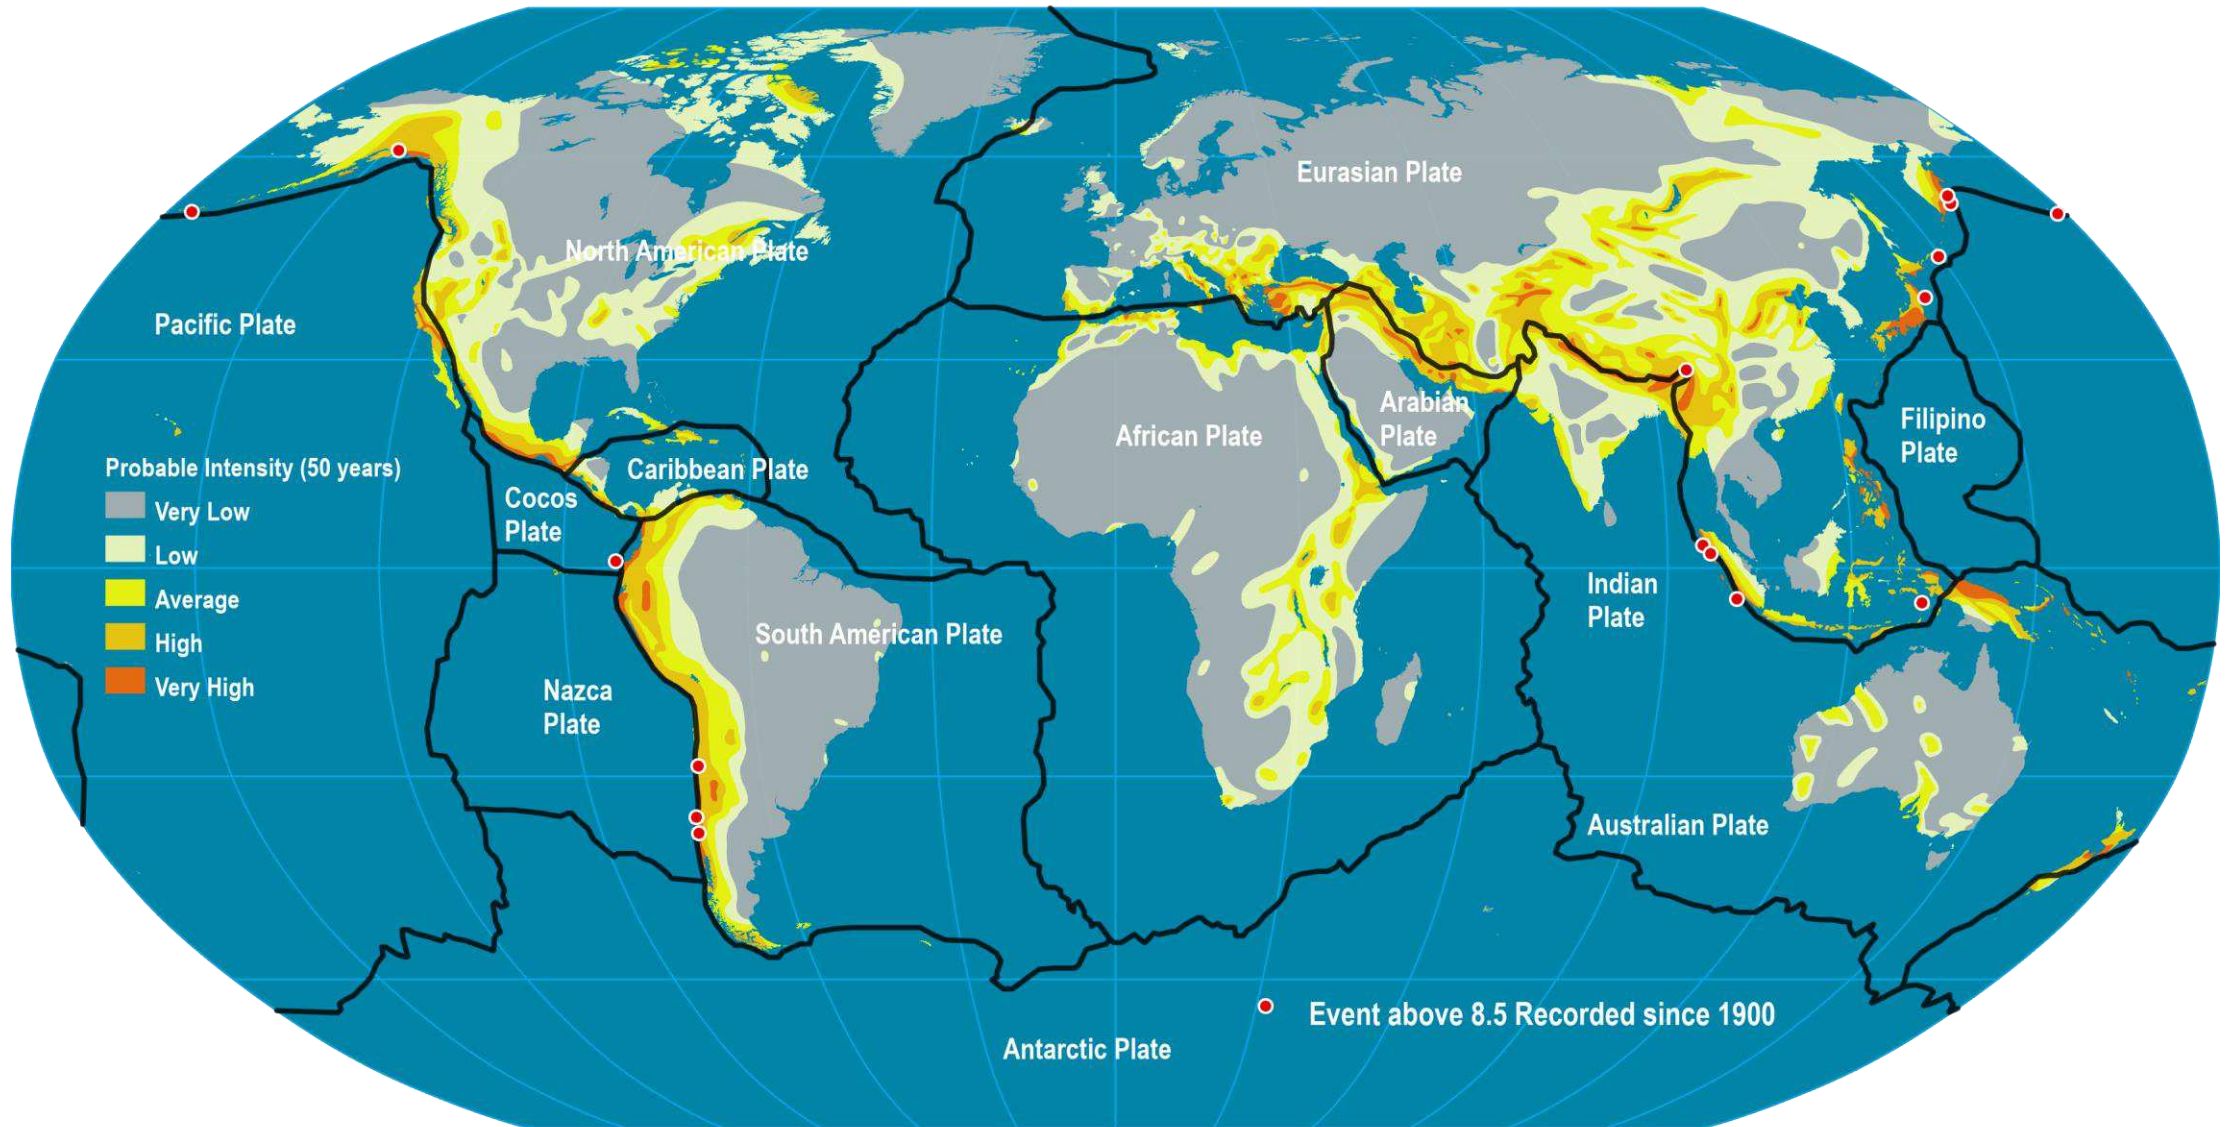 Eurasian Plate
North American Plate
Pacific Plate
African Plate
Arabian
Plate
Filipino
Plate
Caribbean Plate
Cocos
Plate
Indian
Plate
South American Plate
Nazca
Plate
Australian Plate
Antarctic Plate
Probable Intensity (50 years)
Very Low
Low
Average
High
Very High
Event above 8.5 Recorded since 1900